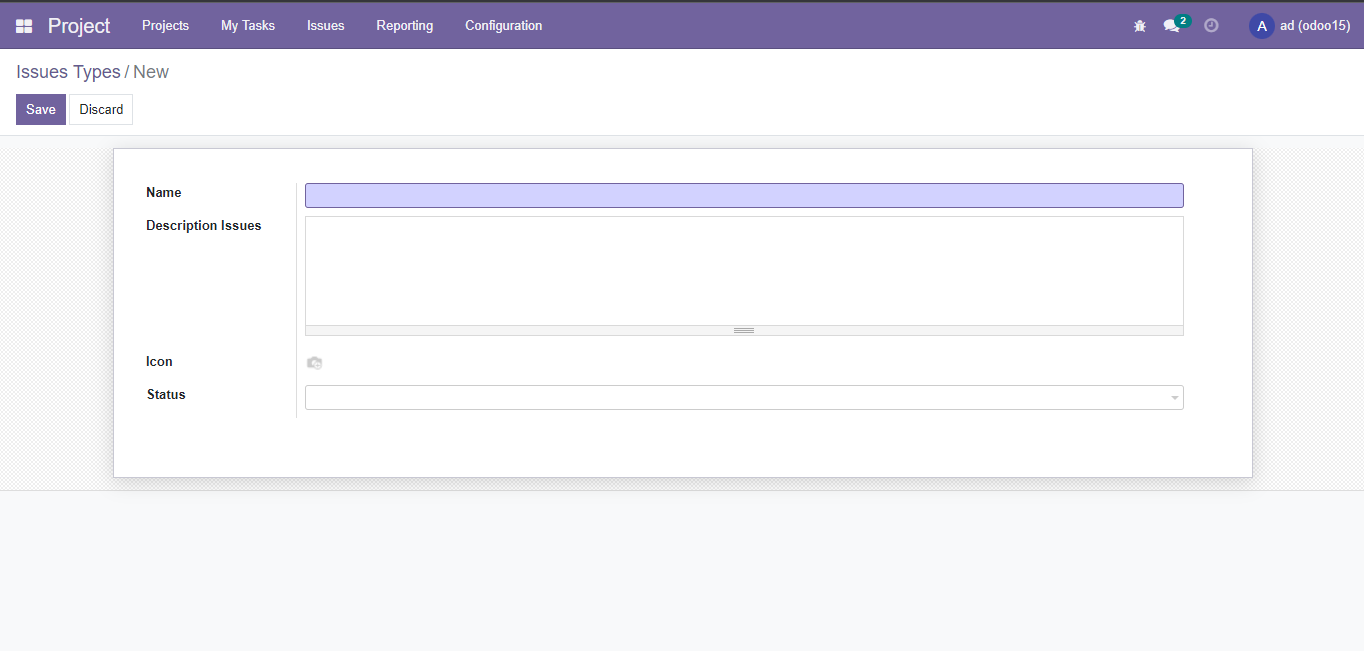 Project Projects My Tasks Issues Reporting Configuration 2 A ad (odoo15)
Issues Types / New
Save Discard
Name
Description Issues
Icon
Status